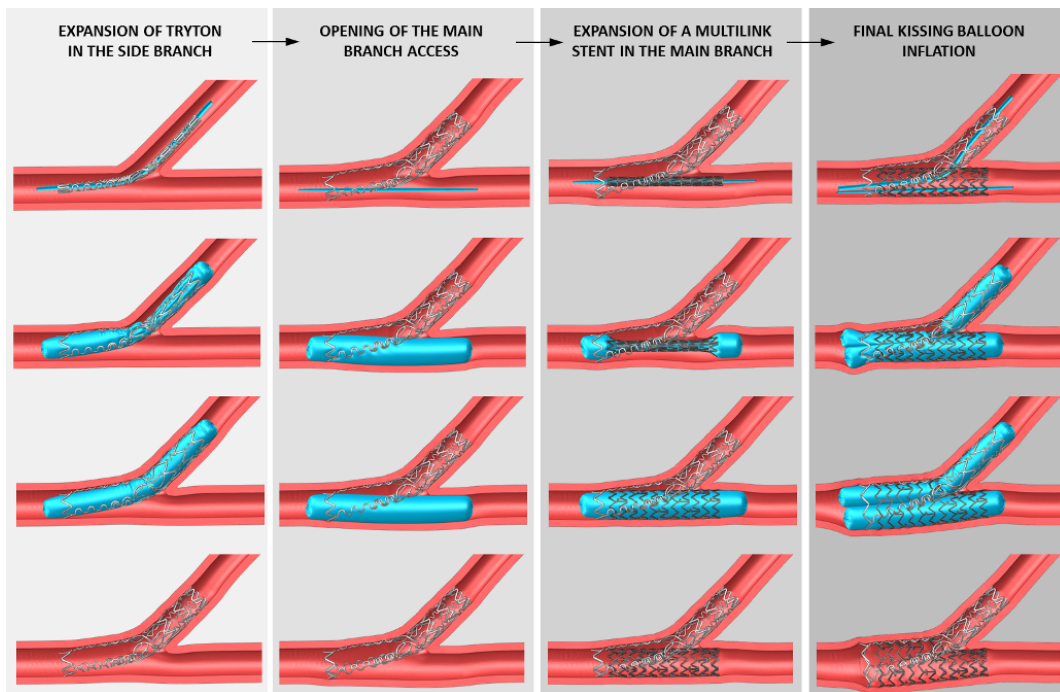 EXPANSION OF TRYTON
IN THE SIDE BRANCH
OPENING OF THE MAIN
BRANCH ACCESS
EXPANSION OF A MULTILINK
STENT IN THE MAIN BRANCH
FINAL KISSING BALLOON
INFLATION